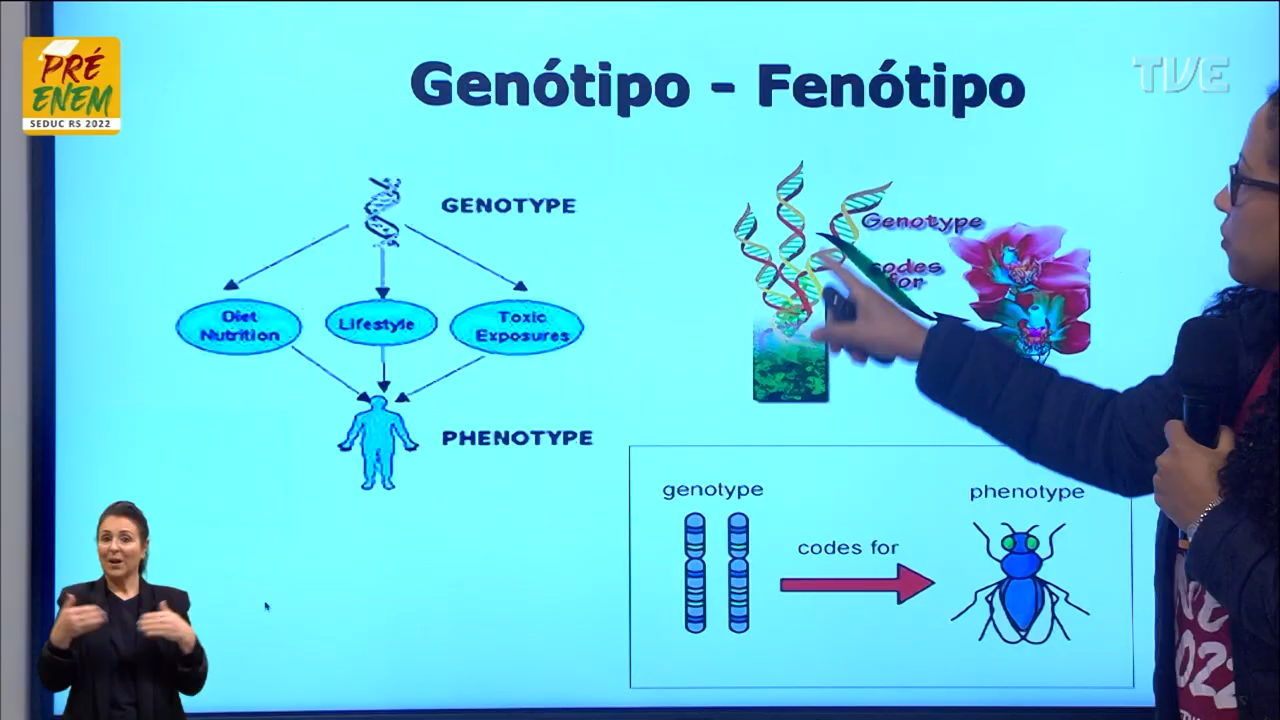 PRÉ
ENEM
SEDUC RS 2022
Genótipo - Fenótipo
TVE
GENOTYPE
Diet
Nutrition
Lifestyle
Toxic
Exposures
PHENOTYPE
Genotype
codes
for
genotype
codes for
phenotype
2022